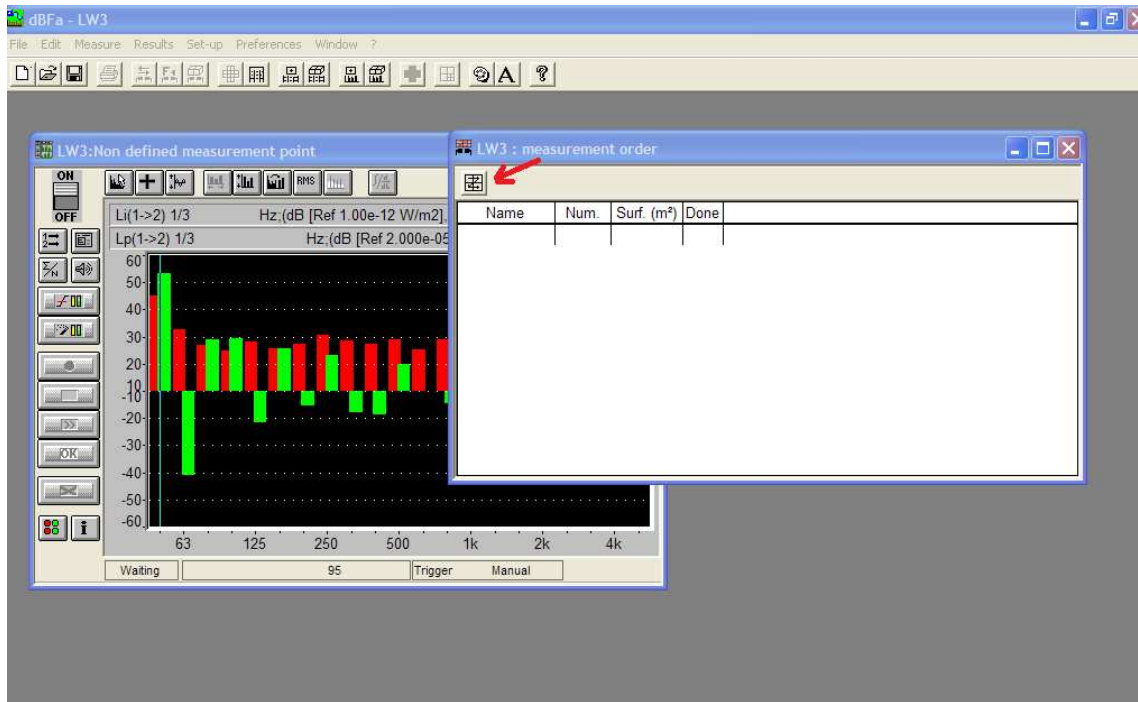 dBFa - LW3
File Edit Measure Results Set-up Preferences Window ?
A ?
LW3:Non defined measurement point
LW3 : measurement order
ON
OFF
RMS
Li(1->2) 1/3 Hz;(dB [Ref 1.00e-12 W/m2],
Lp(1->2) 1/3 Hz;(dB [Ref 2.000e-05
Name Num. Surf. (m²) Done
60
50
40
30
20
10
-10
-20
-30
-40
-50
-60
OK
63 125 250 500 1k 2k 4k
Waiting 95 Trigger Manual